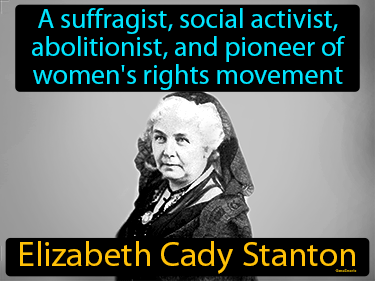 A suffragist, social activist,
abolitionist, and pioneer of
women's rights movement
Elizabeth Cady Stanton